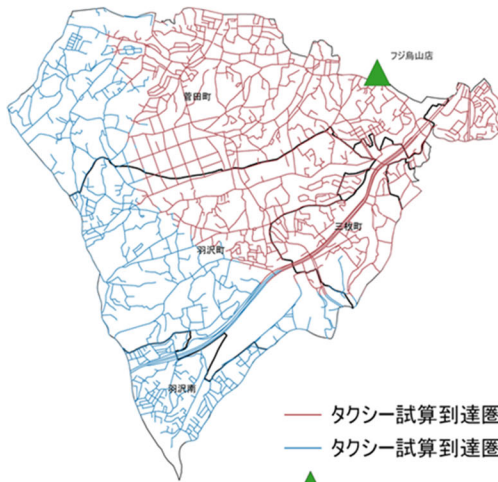 フジ鳥山店
菅田町
三枚町
羽沢町
羽沢南
タクシー試算到達圏
タクシー試算到達圏